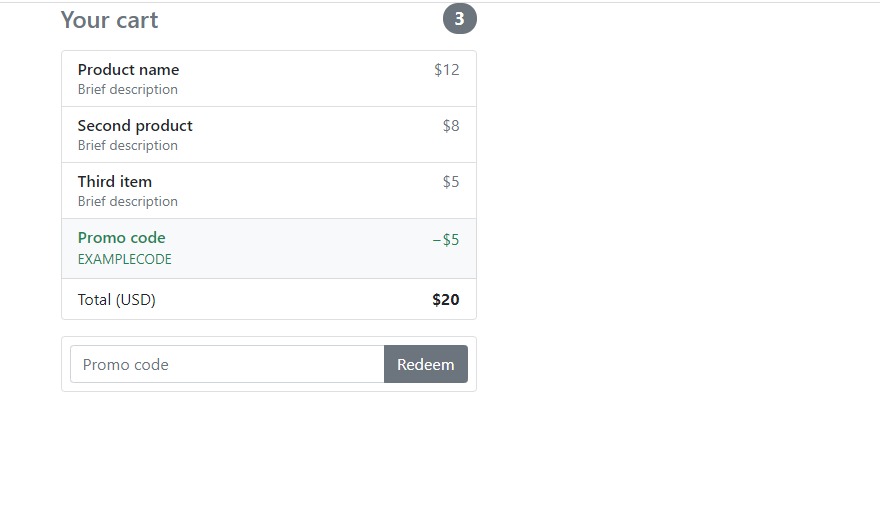 Your cart 3
Product name $12
Brief description
Second product $8
Brief description
Third item $5
Brief description
Promo code −$5
EXAMPLECODE
Total (USD) $20
Promo code Redeem